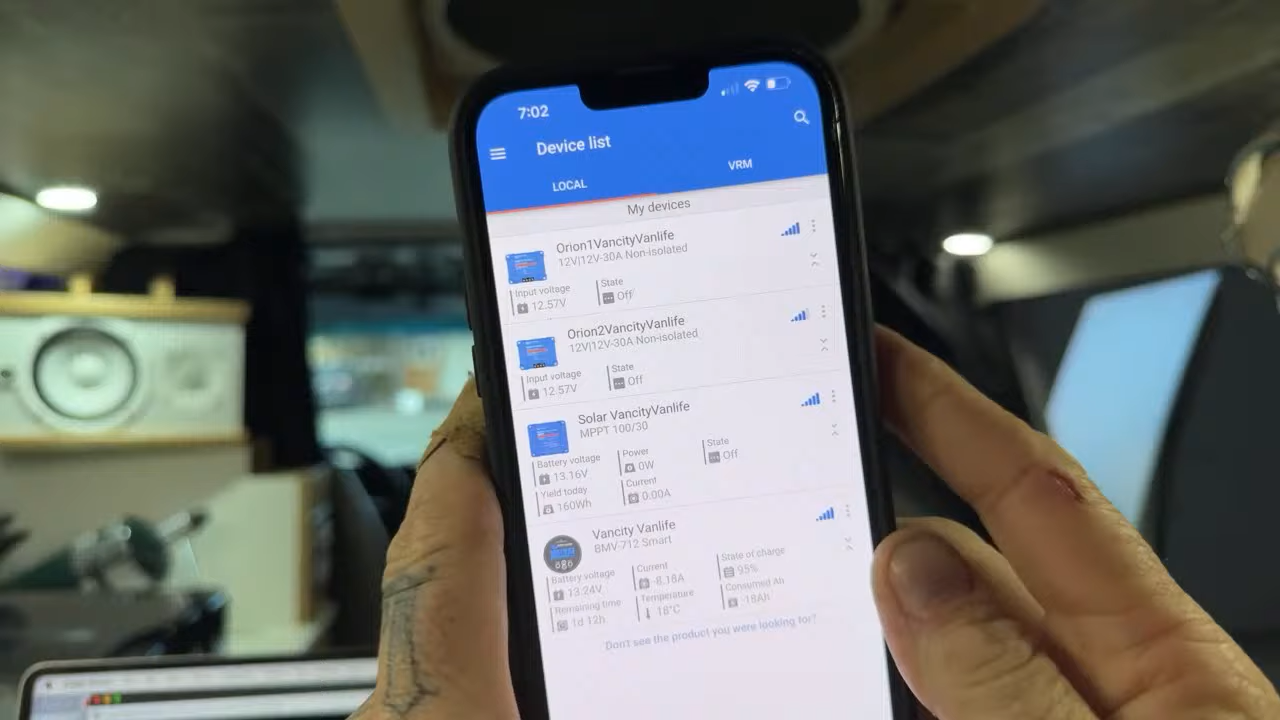 7:02
Device list
LOCAL
VRM
My devices
Orion1VancityVanlife
12V|12V-30A Non-isolated
Input voltage
State
12.57V
Off
Orion2VancityVanlife
12V|12V-30A Non-isolated
Input voltage
State
12.57V
Off
Solar VancityVanlife
MPPT 100/30
Battery voltage
Power
State
13.16V
0W
Off
Yield today
Current
160Wh
0.00A
Vancity Vanlife
BMV-712 Smart
Battery voltage
Current
State of charge
13.24V
-8.18A
95%
Remaining time
Temperature
Consumed Ah
1d 12h
18°C
-18Ah
Don't see the product you were looking for?